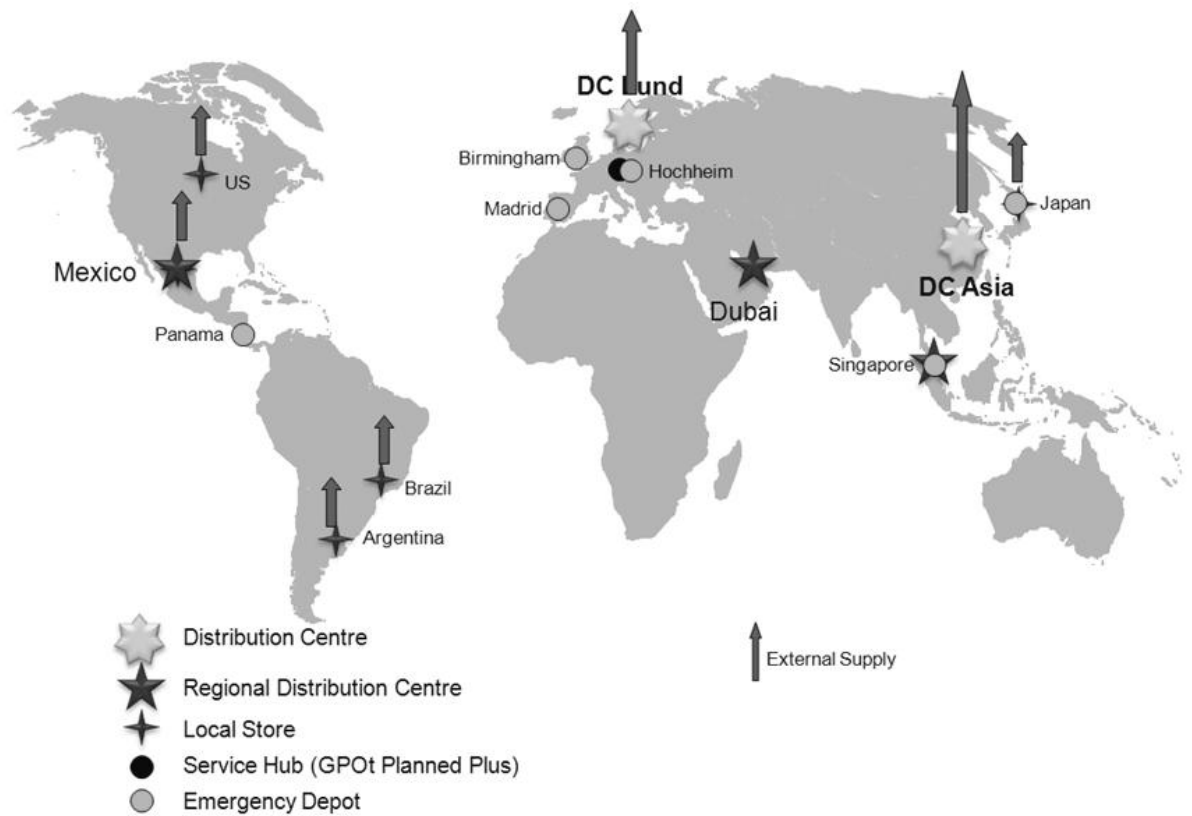 DC Lund
Birmingham
Hochheim
US
Madrid
Japan
Mexico
DC Asia
Dubai
Panama
Singapore
Brazil
Argentina
Distribution Centre
External Supply
Regional Distribution Centre
Local Store
Service Hub (GPOt Planned Plus)
Emergency Depot